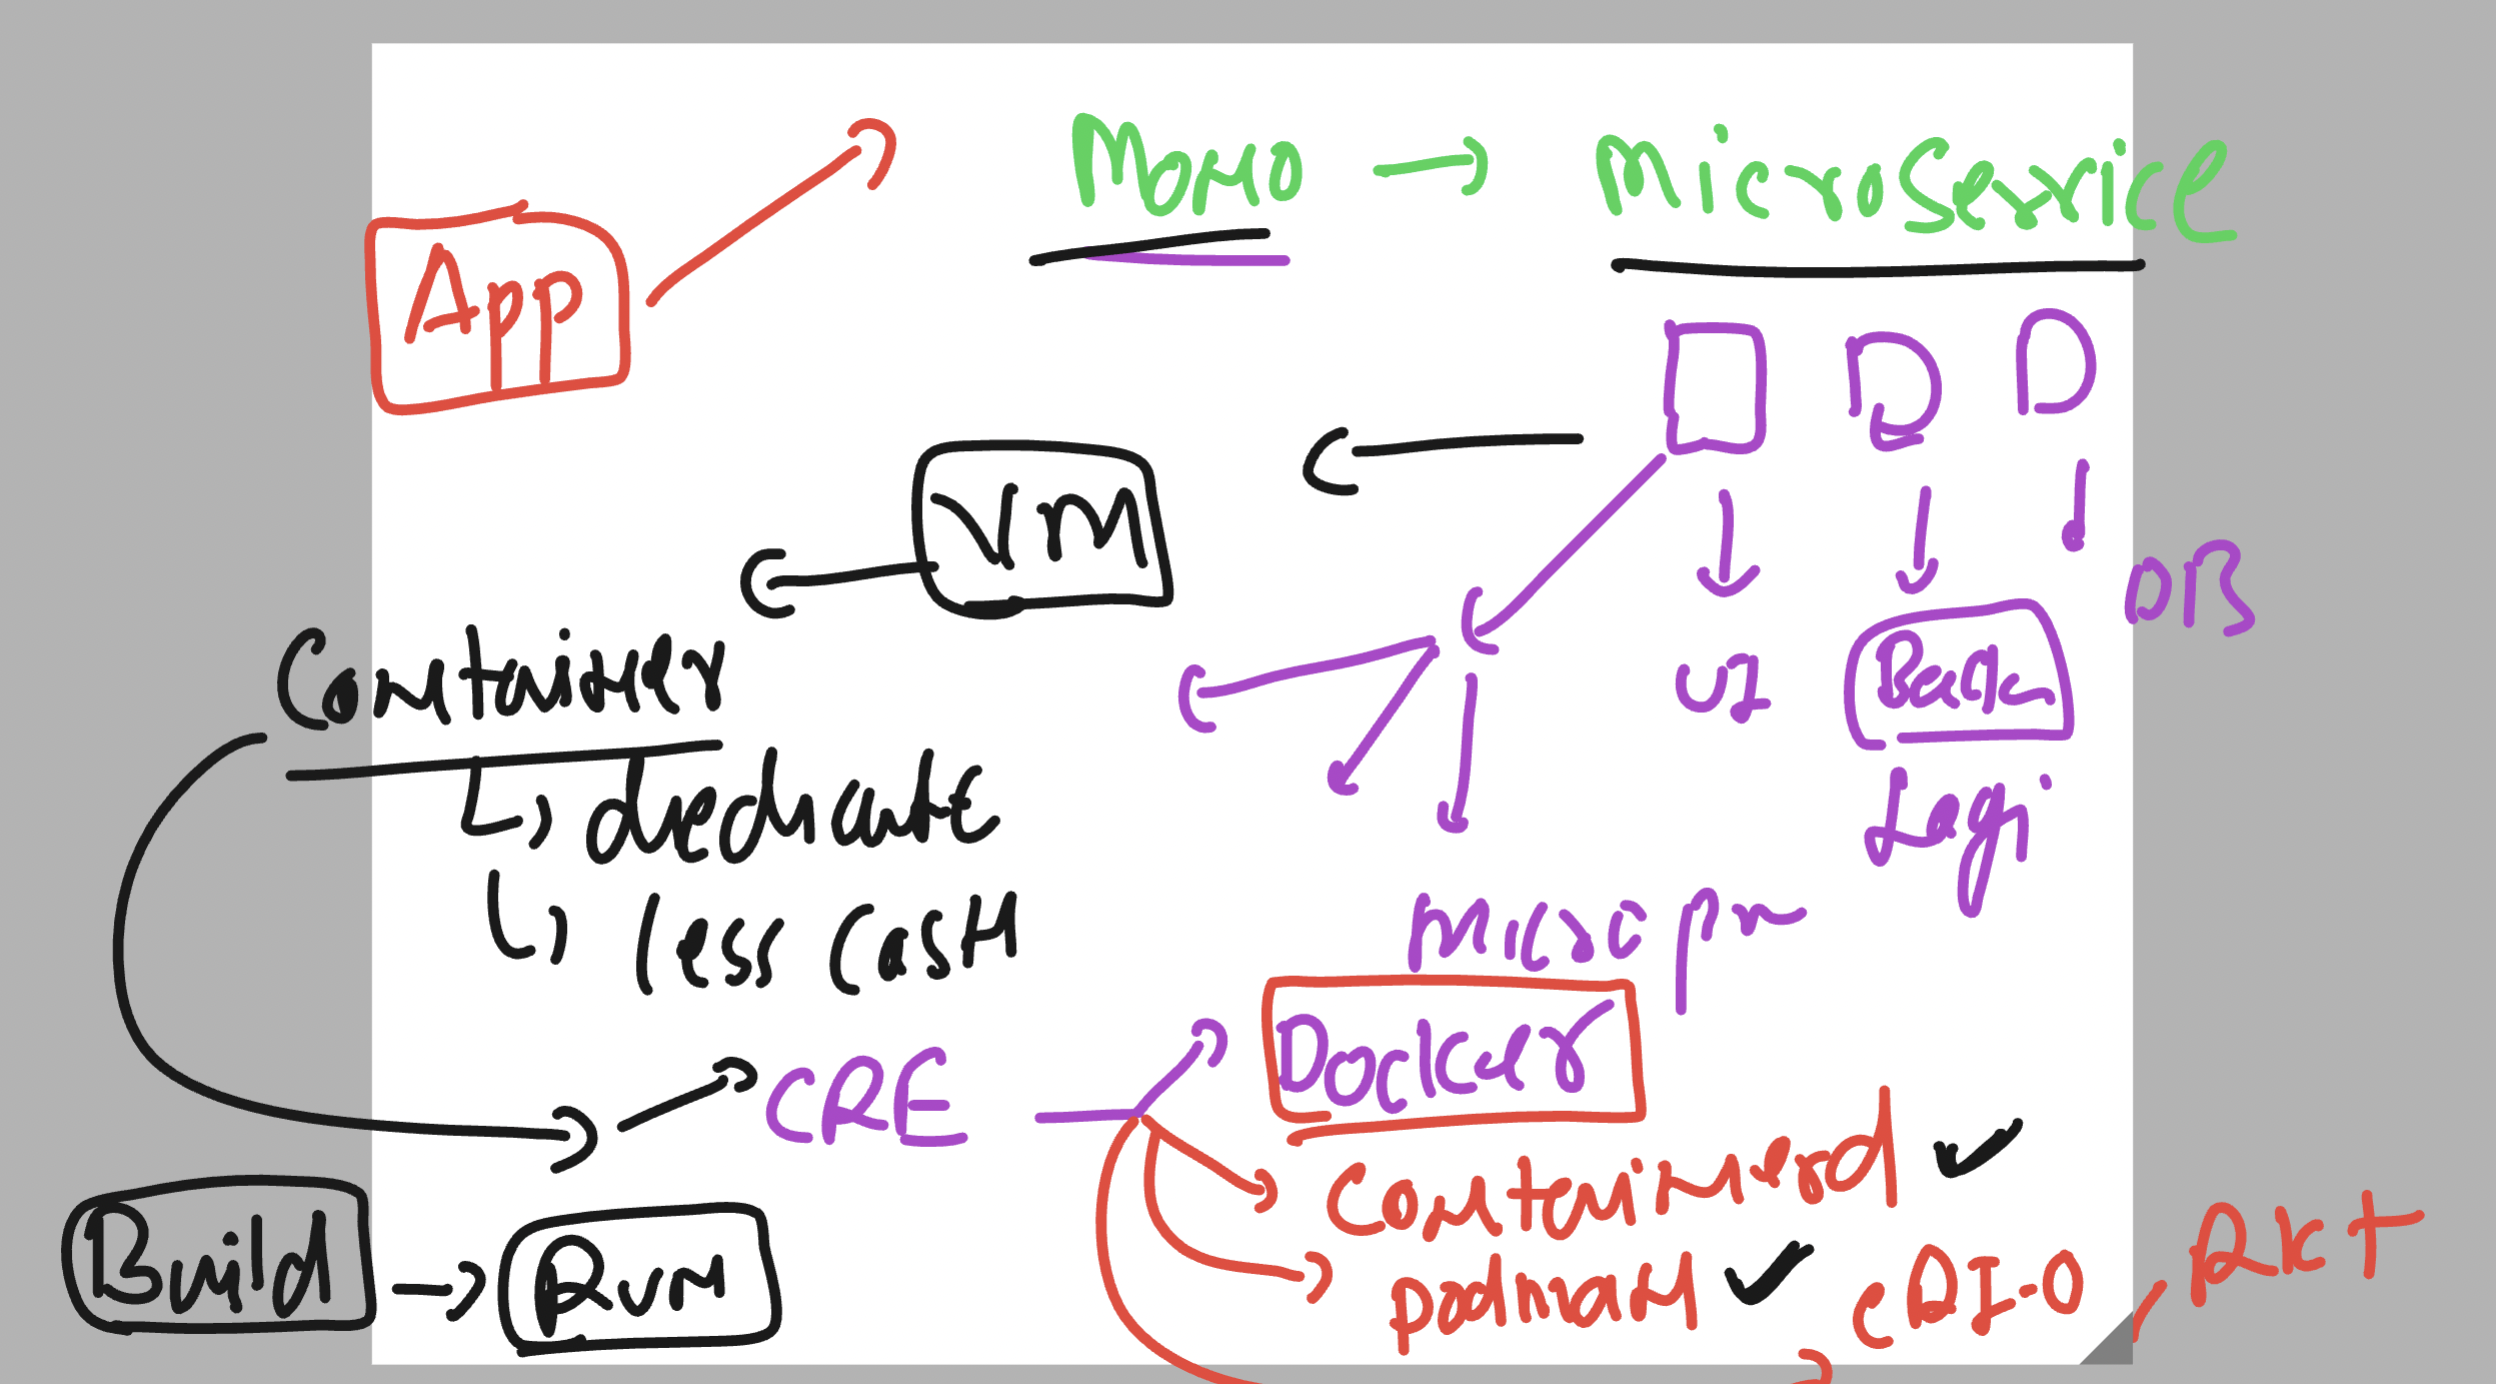 Mono → Microservice
App
VM
DB
Container
UI
Back
Logi
dedicate
less cash
Micro Pr
Docker
CRE
Containerd ✓
Build → Run
podman ✓
CRI-O, RKT